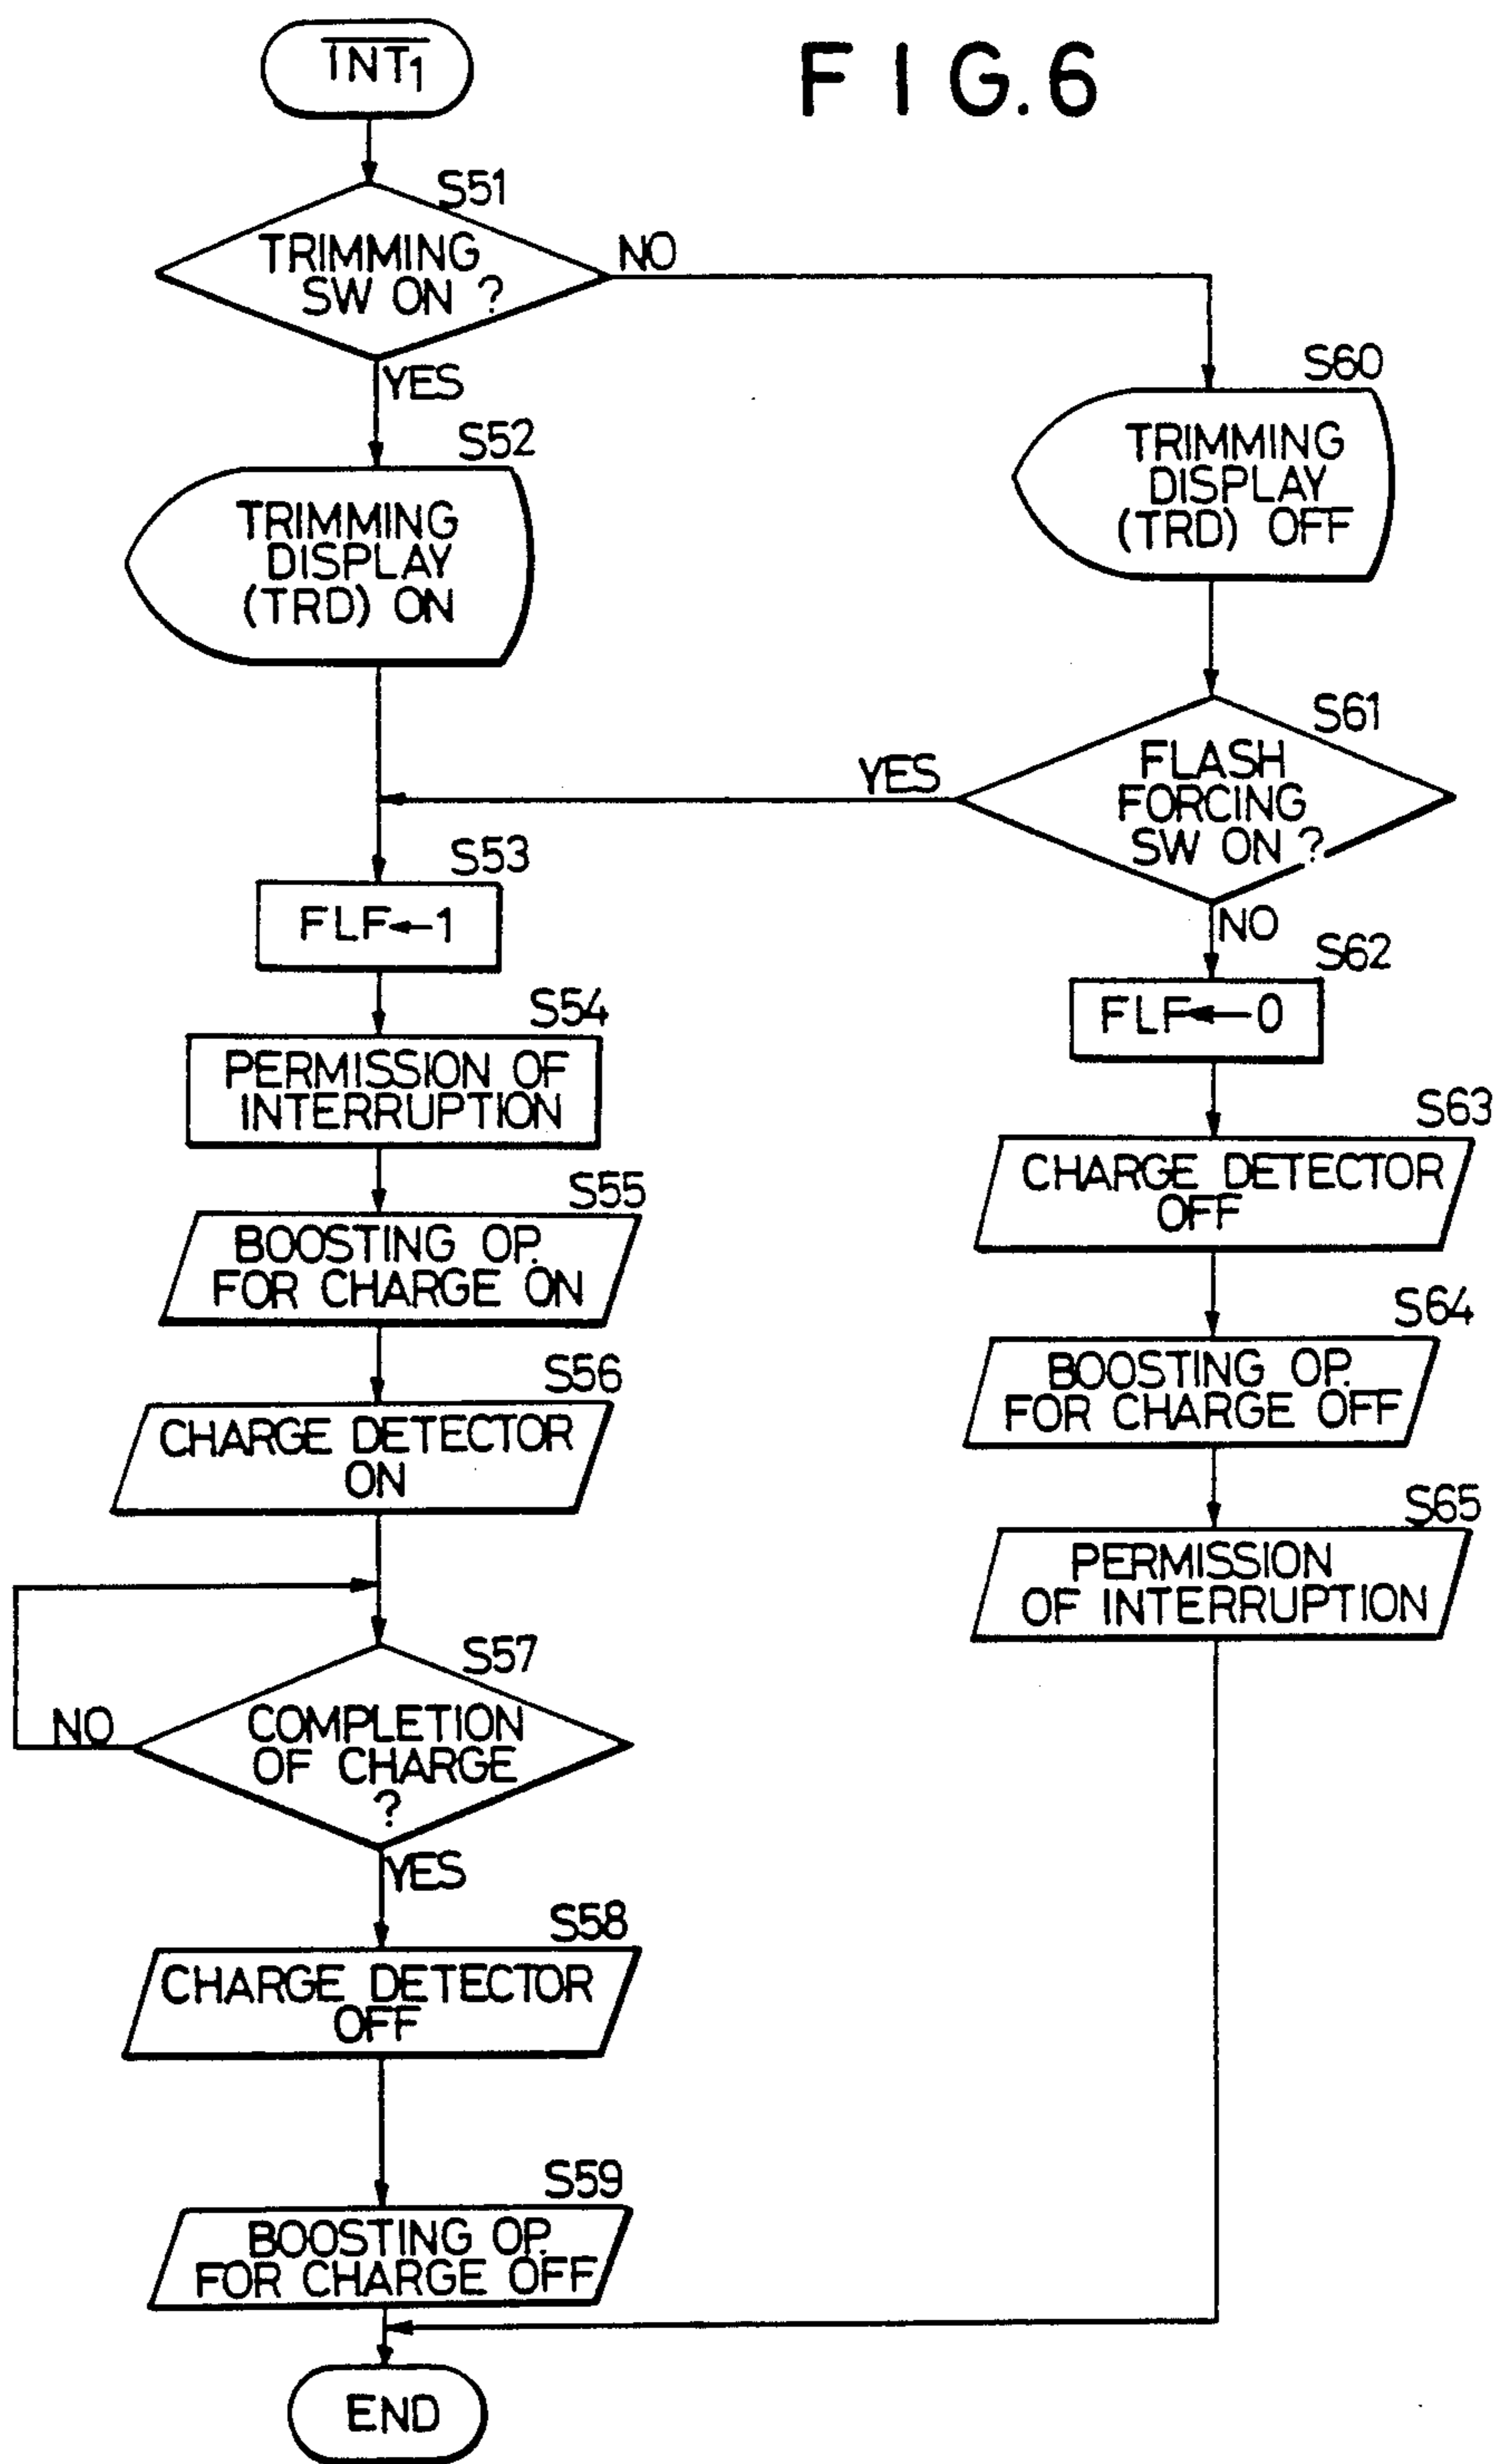 INT1
FIG.6
S51
TRIMMING
SW ON ?
NO
YES
S52
TRIMMING
DISPLAY
(TRD) ON
S60
TRIMMING
DISPLAY
(TRD) OFF
S61
FLASH
FORCING
SW ON ?
YES
NO
S53
FLF←1
S54
PERMISSION OF
INTERRUPTION
S55
BOOSTING OP.
FOR CHARGE ON
S56
CHARGE DETECTOR
ON
S57
COMPLETION
OF CHARGE
?
NO
YES
S58
CHARGE DETECTOR
OFF
S59
BOOSTING OP.
FOR CHARGE OFF
S62
FLF←0
S63
CHARGE DETECTOR
OFF
S64
BOOSTING OP.
FOR CHARGE OFF
S65
PERMISSION
OF INTERRUPTION
END